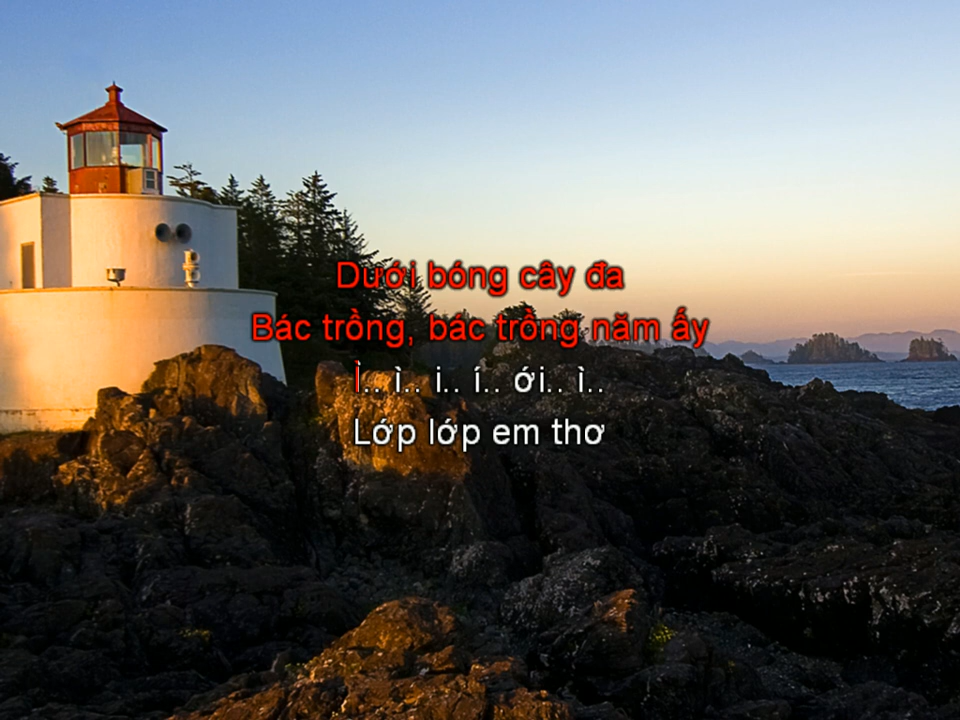 Dưới bóng cây đa
Bác trồng, bác trồng năm ấy
Ì.. ì.. i.. í.. ới.. ì..
Lớp lớp em thơ